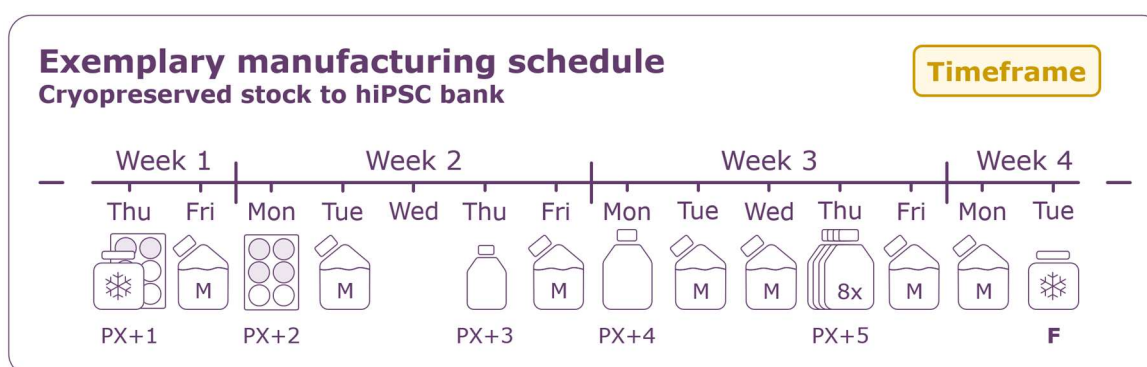 Exemplary manufacturing schedule
Timeframe
Cryopreserved stock to hiPSC bank
Week 1 Week 2 Week 3 Week 4
Thu Fri Mon Tue Wed Thu Fri Mon Tue Wed Thu Fri Mon Tue
M M M M M 8x M M
PX+1 PX+2 PX+3 PX+4 PX+5 F